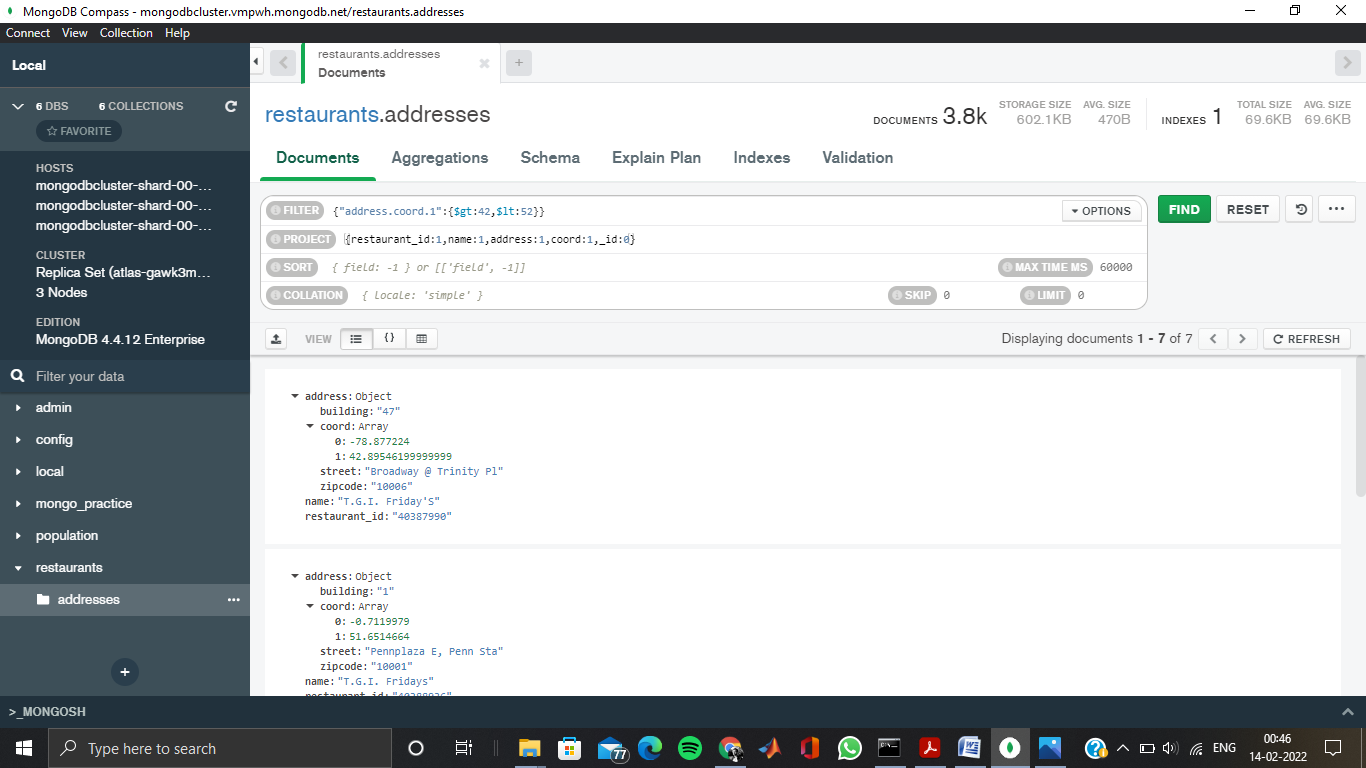 MongoDB Compass - mongodbcluster.vmpwh.mongodb.net/restaurants.addresses
Connect View Collection Help
Local
6 DBS 6 COLLECTIONS
FAVORITE
HOSTS
mongodbcluster-shard-00-...
mongodbcluster-shard-00-...
mongodbcluster-shard-00-...
CLUSTER
Replica Set (atlas-gawk3m...
3 Nodes
EDITION
MongoDB 4.4.12 Enterprise
Filter your data
admin
config
local
mongo_practice
population
restaurants
addresses
restaurants.addresses
Documents
restaurants.addresses
DOCUMENTS 3.8k
STORAGE SIZE AVG. SIZE
602.1KB 470B
INDEXES 1
TOTAL SIZE AVG. SIZE
69.6KB 69.6KB
Documents Aggregations Schema Explain Plan Indexes Validation
FILTER {"address.coord.1":{$gt:42,$lt:52}} OPTIONS FIND RESET
PROJECT {restaurant_id:1,name:1,address:1,coord:1,_id:0}
SORT { field: -1 } or [['field', -1]] MAX TIME MS 60000
COLLATION { locale: 'simple' } SKIP 0 LIMIT 0
VIEW {} Displaying documents 1 - 7 of 7 REFRESH
address: Object
building: "47"
coord: Array
0: -78.877224
1: 42.89546199999999
street: "Broadway @ Trinity Pl"
zipcode: "10006"
name: "T.G.I. Friday'S"
restaurant_id: "40387990"
address: Object
building: "1"
coord: Array
0: -0.7119979
1: 51.6514664
street: "Pennplaza E, Penn Sta"
zipcode: "10001"
name: "T.G.I. Fridays"
>_MONGOSH
Type here to search
77
ENG
00:46
14-02-2022